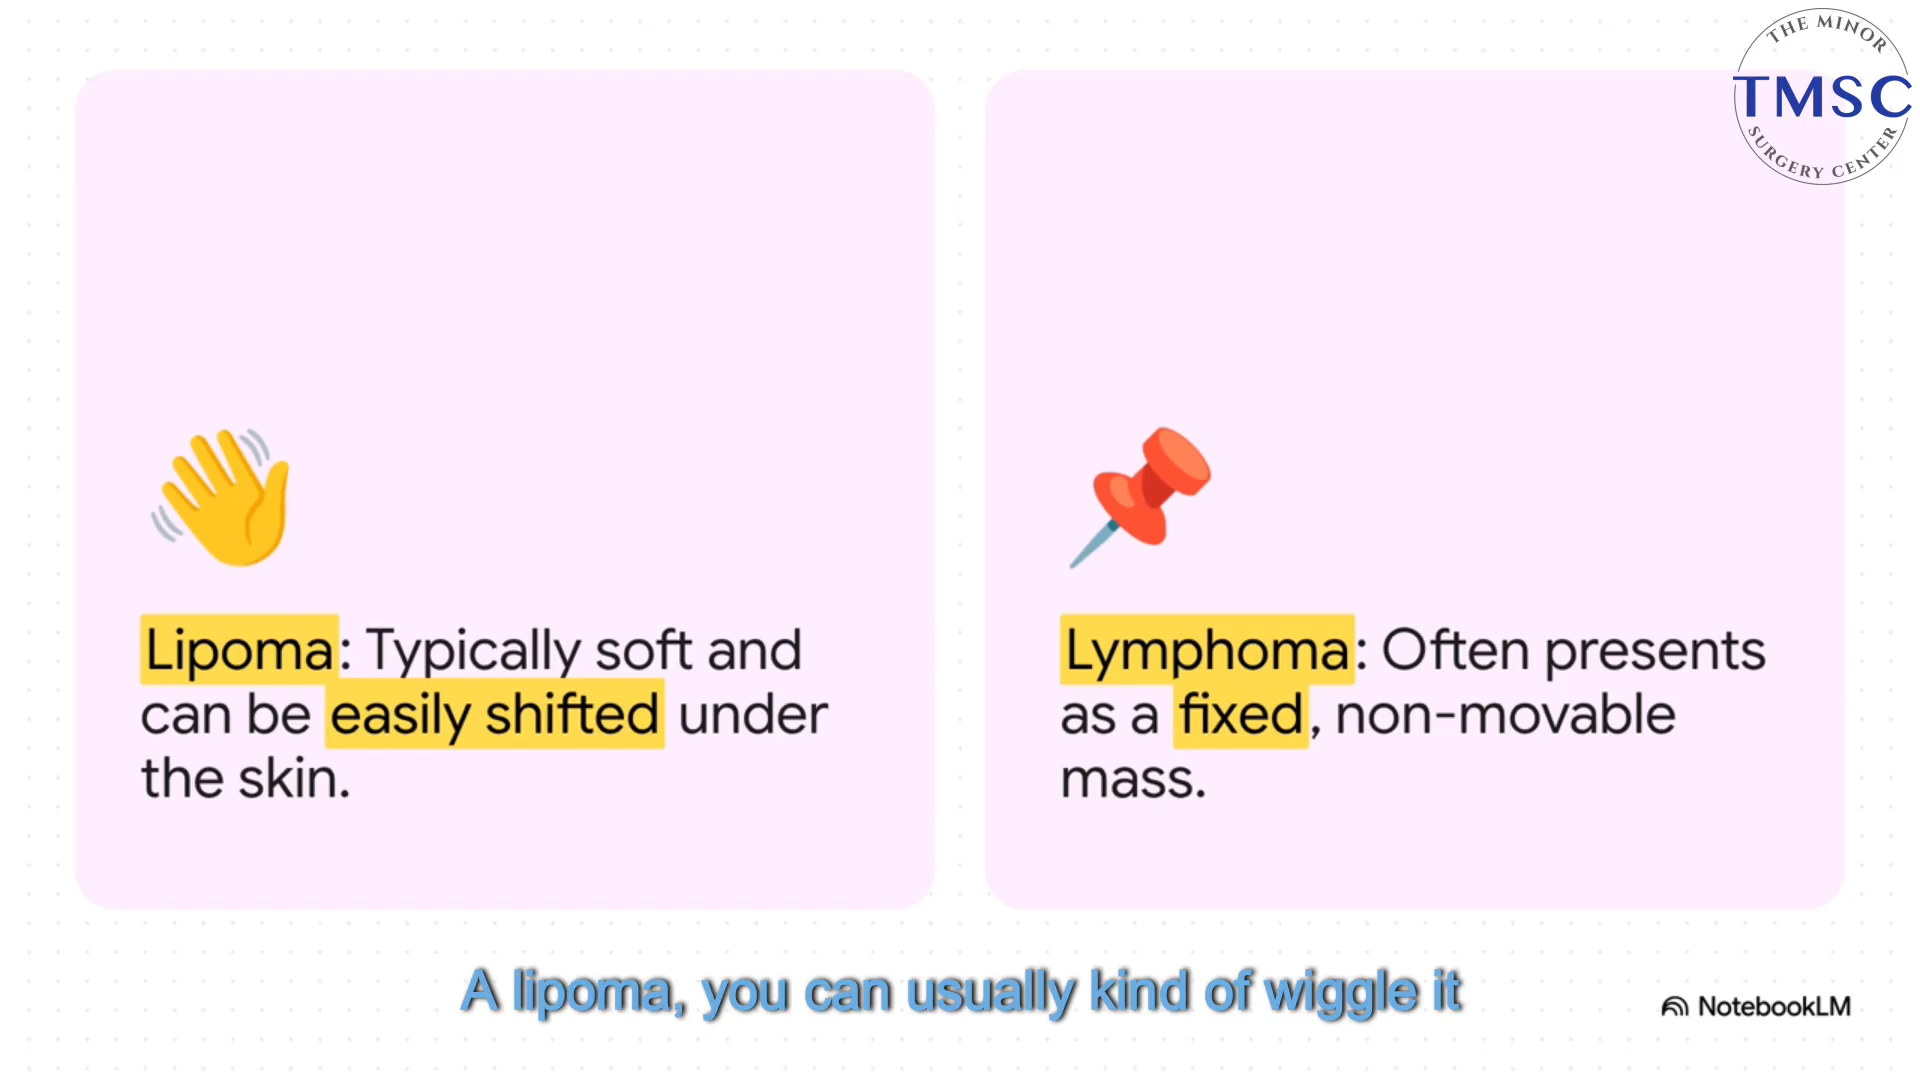 THE MINOR
TMSC
SURGERY CENTER
Lipoma: Typically soft and
can be easily shifted under
the skin.
Lymphoma: Often presents
as a fixed, non-movable
mass.
A lipoma, you can usually kind of wiggle it
NotebookLM